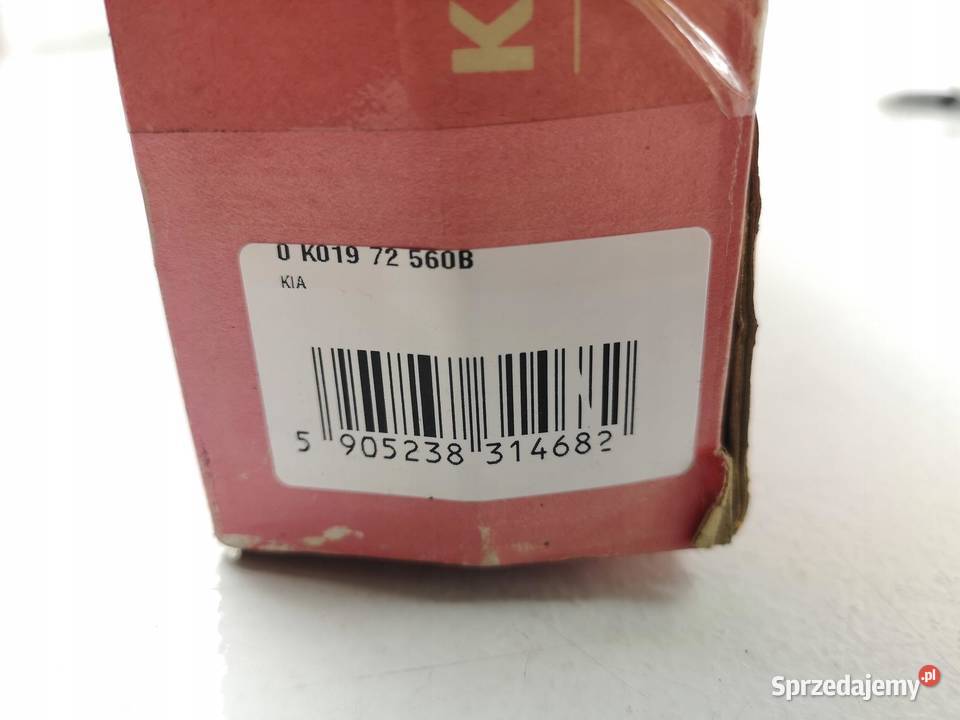 K
0 K019 72 560B
KIA
5 905238 314682
Sprzedajemy.pl